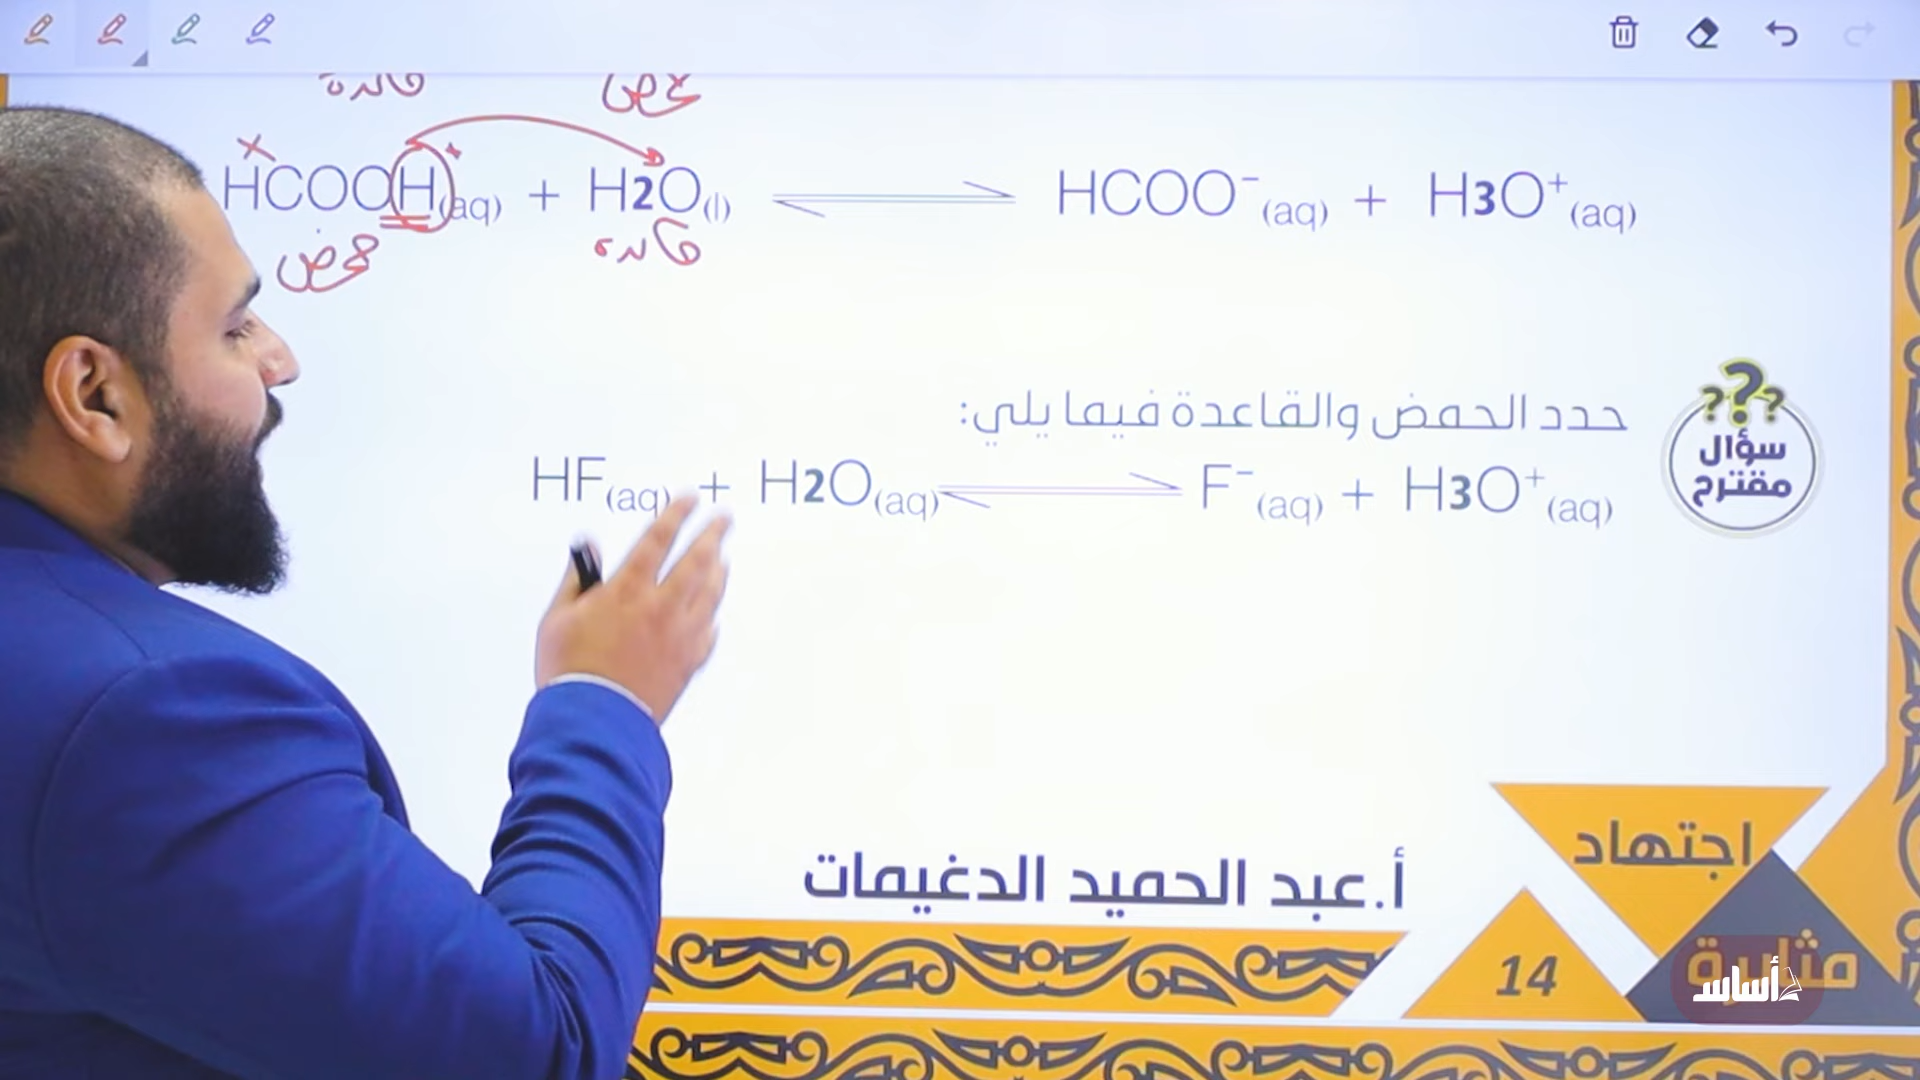 قاعدة حمض
HCOOH(aq) + H2O(l) ⇌ HCOO⁻(aq) + H3O⁺(aq)
حمض قاعدة
حدد الحمض والقاعدة فيما يلي:
سؤال
مقترح
HF(aq) + H2O(aq) ⇌ F⁻(aq) + H3O⁺(aq)
اجتهاد
أ.عبد الحميد الدغيمات
مثابرة
14
أساس